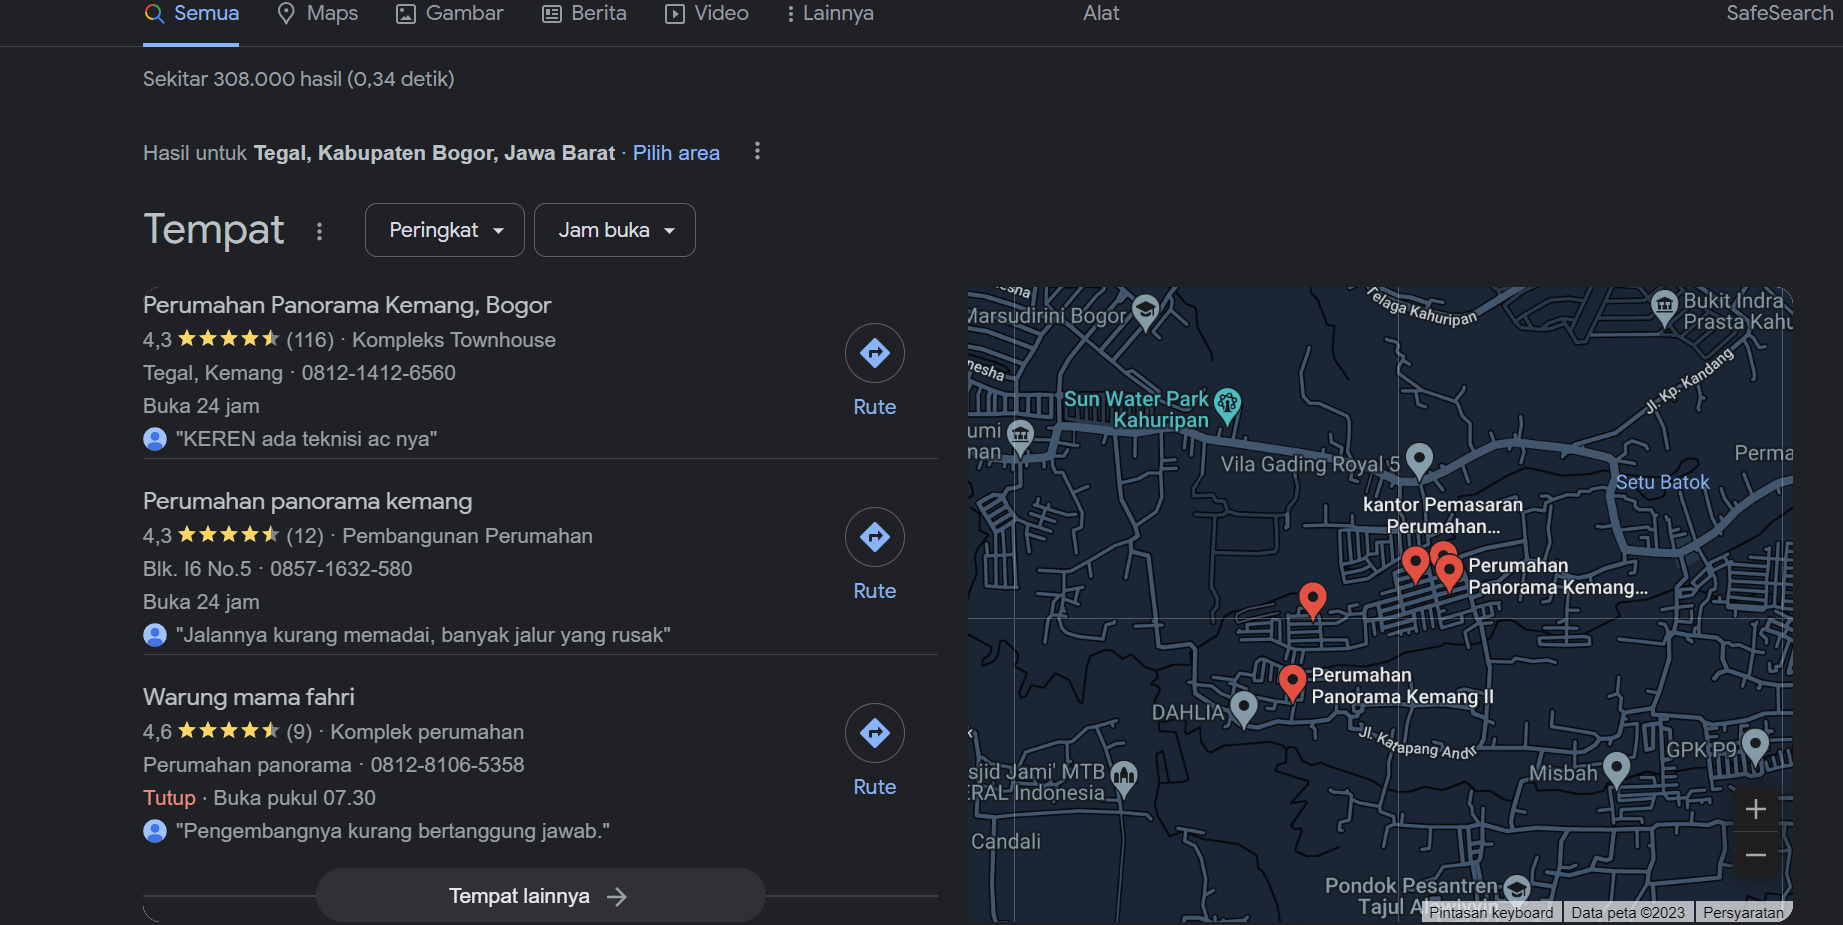 Semua
Maps
Gambar
Berita
Video
Lainnya
Alat
SafeSearch
Sekitar 308.000 hasil (0,34 detik)
Hasil untuk Tegal, Kabupaten Bogor, Jawa Barat · Pilih area
Tempat
Peringkat
Jam buka
Perumahan Panorama Kemang, Bogor
4,3 (116) · Kompleks Townhouse
Tegal, Kemang · 0812-1412-6560
Buka 24 jam
"KEREN ada teknisi ac nya"
Rute
Perumahan panorama kemang
4,3 (12) · Pembangunan Perumahan
Blk. I6 No.5 · 0857-1632-580
Buka 24 jam
"Jalannya kurang memadai, banyak jalur yang rusak"
Rute
Warung mama fahri
4,6 (9) · Komplek perumahan
Perumahan panorama · 0812-8106-5358
Tutup · Buka pukul 07.30
"Pengembangnya kurang bertanggung jawab."
Rute
Tempat lainnya
Marsudirini Bogor
Telaga Kahuripan
Bukit Indra
Prasta Kahu
nesha
Jl. Kp. Kandang
Sun Water Park
Kahuripan
umi
nan
Vila Gading Royal 5
Perma
Setu Batok
kantor Pemasaran
Perumahan...
Perumahan
Panorama Kemang...
Perumahan
Panorama Kemang II
DAHLIA
Jl. Katapang Andir
GPK P9
Misbah
sjid Jami' MTB
ERAL Indonesia
Candali
Pondok Pesantren
Tajul
Pintasan keyboard
Data peta ©2023
Persyaratan